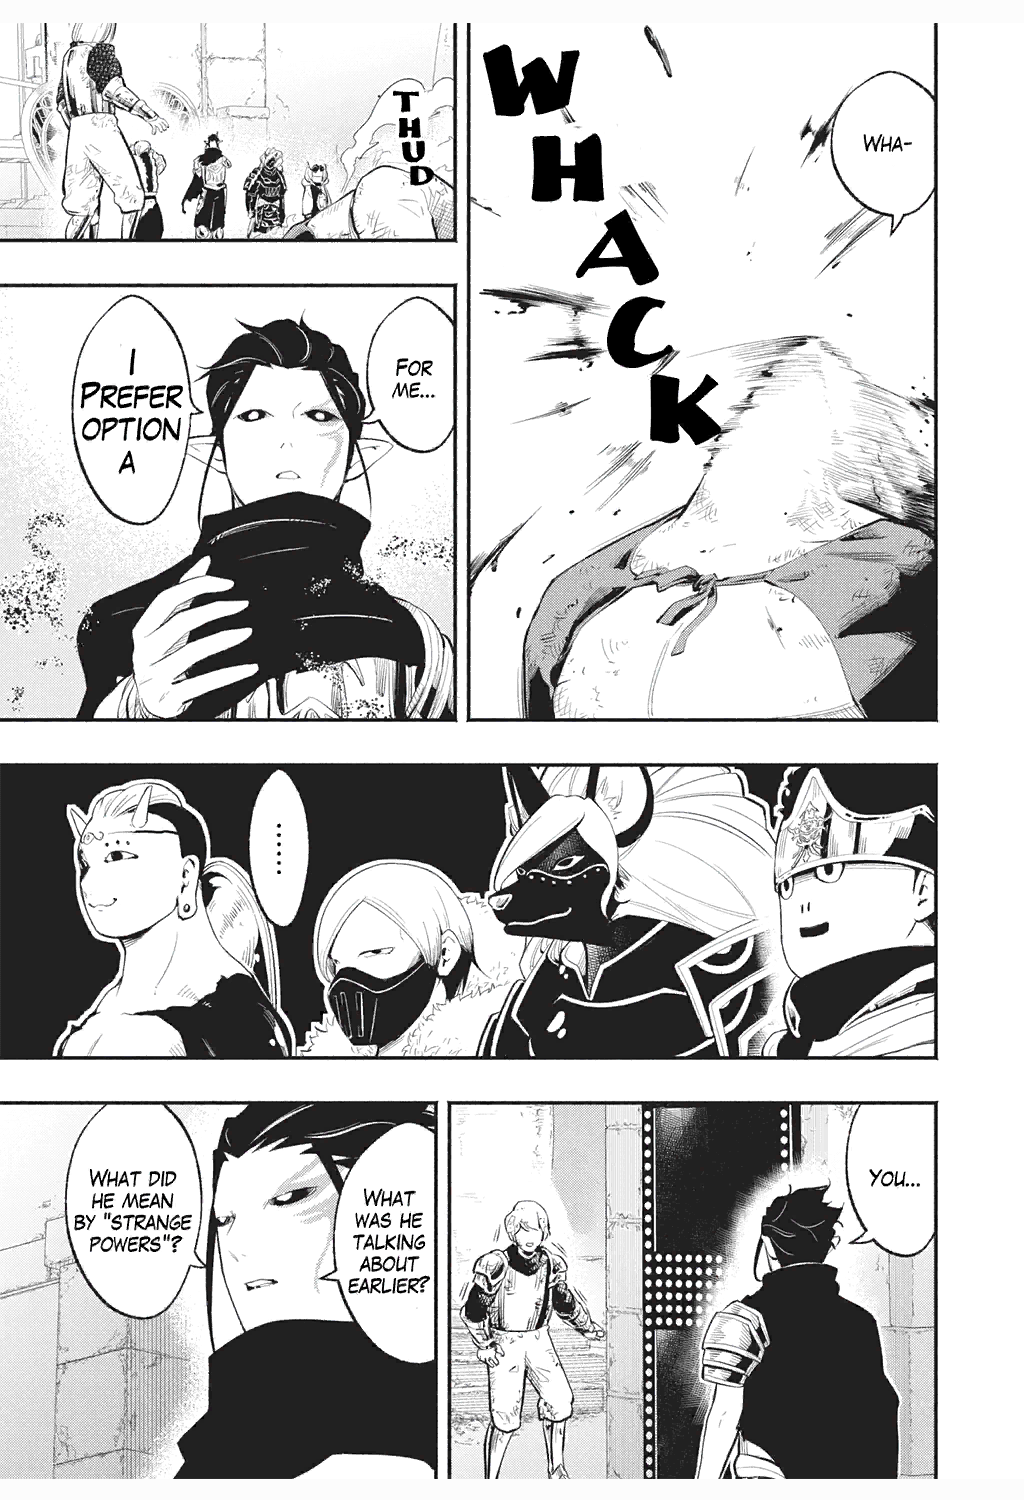 WHA-
WHACK
THUD
FOR
ME...
I
PREFER
OPTION
A
......
YOU...
WHAT
WAS HE
TALKING
ABOUT
EARLIER?
WHAT DID
HE MEAN
BY "STRANGE
POWERS"?